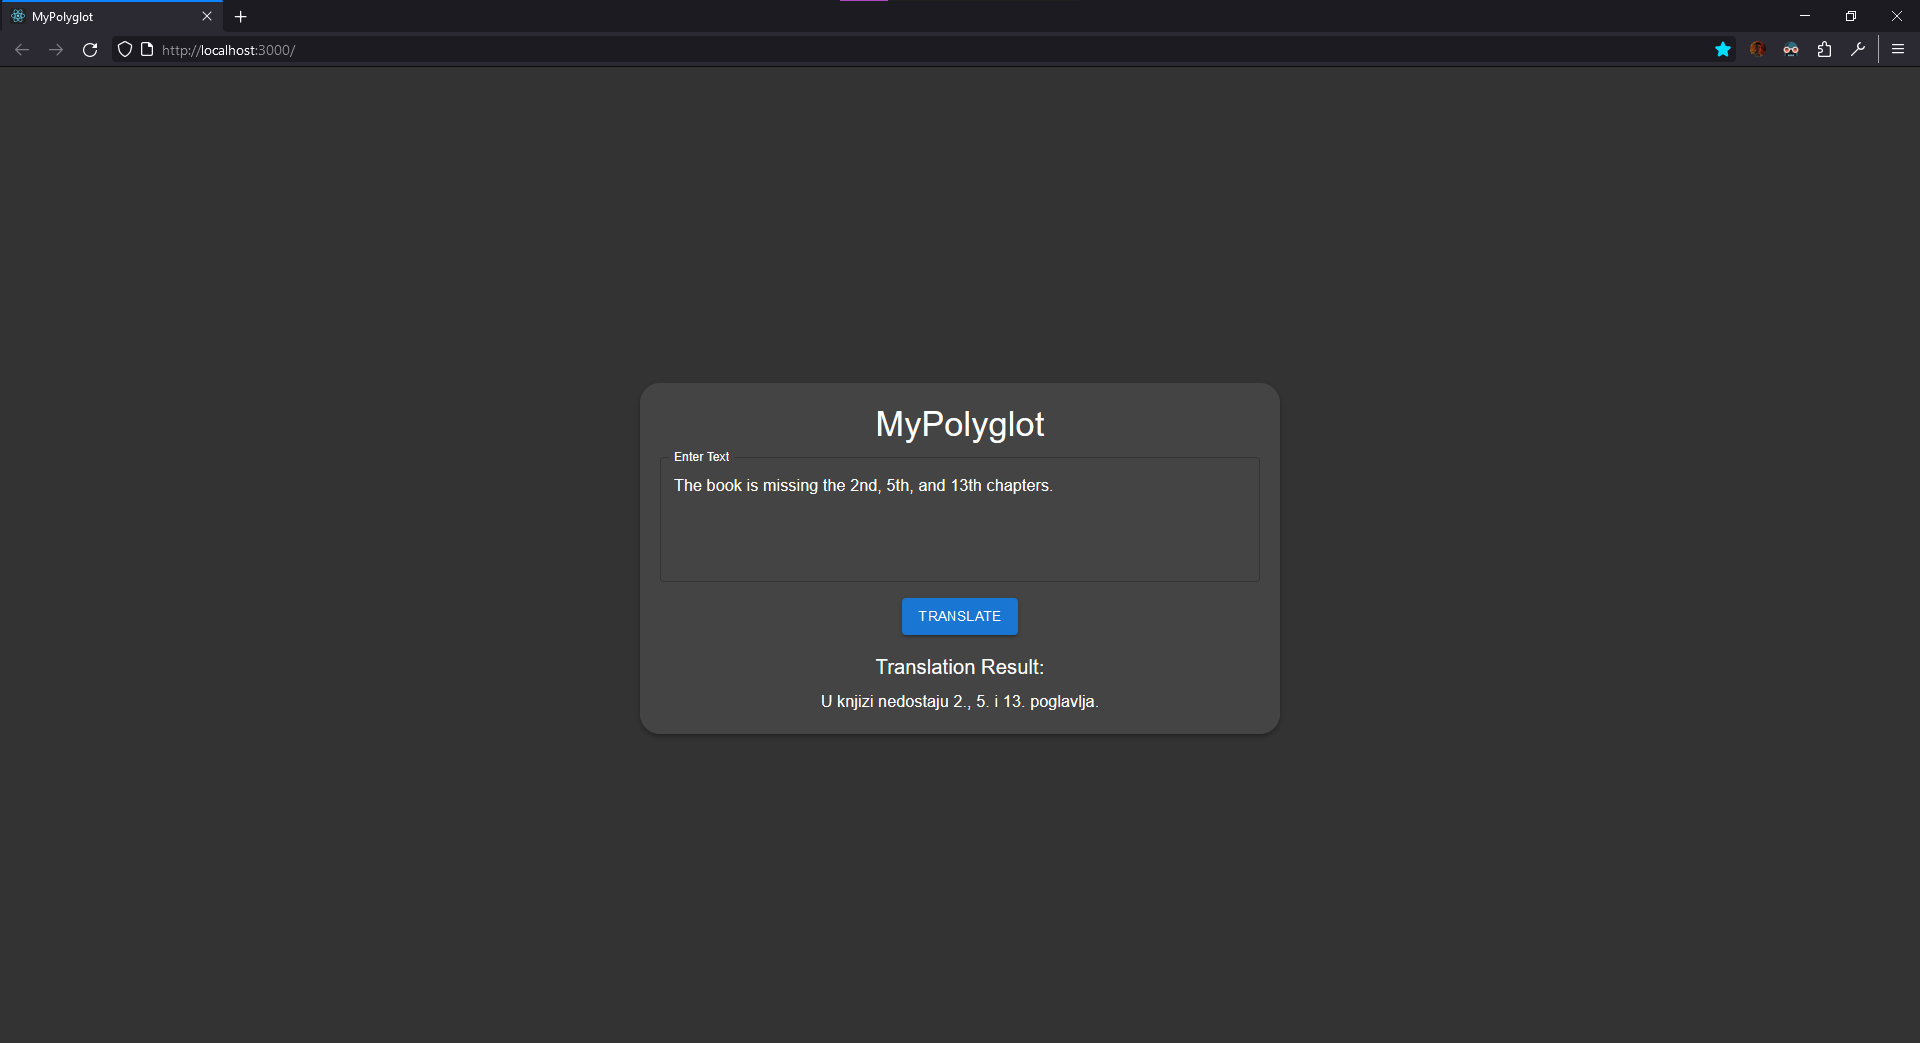 MyPolyglot
http://localhost:3000/
MyPolyglot
Enter Text
The book is missing the 2nd, 5th, and 13th chapters.
TRANSLATE
Translation Result:
U knjizi nedostaju 2., 5. i 13. poglavlja.